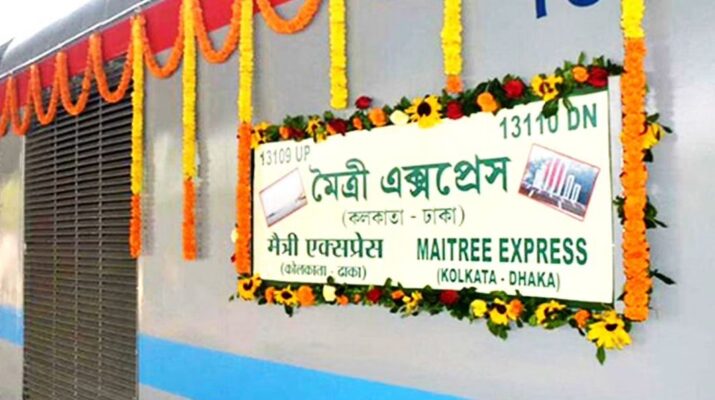 13109 UP
13110 DN
মৈত্রী এক্সপ্রেস
(কলকাতা - ঢাকা)
मैत्री एक्सप्रेस
(कोलकाता - ढाका)
MAITREE EXPRESS
(KOLKATA - DHAKA)